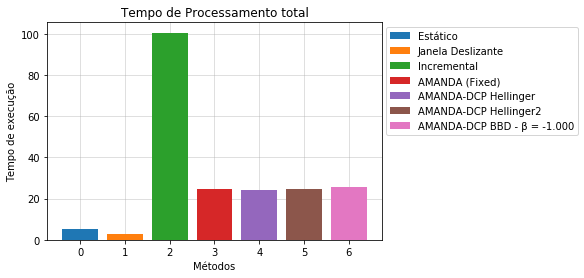 Tempo de Processamento total
Tempo de execução
100
80
60
40
20
0
0 1 2 3 4 5 6
Métodos
Estático
Janela Deslizante
Incremental
AMANDA (Fixed)
AMANDA-DCP Hellinger
AMANDA-DCP Hellinger2
AMANDA-DCP BBD - β = -1.000